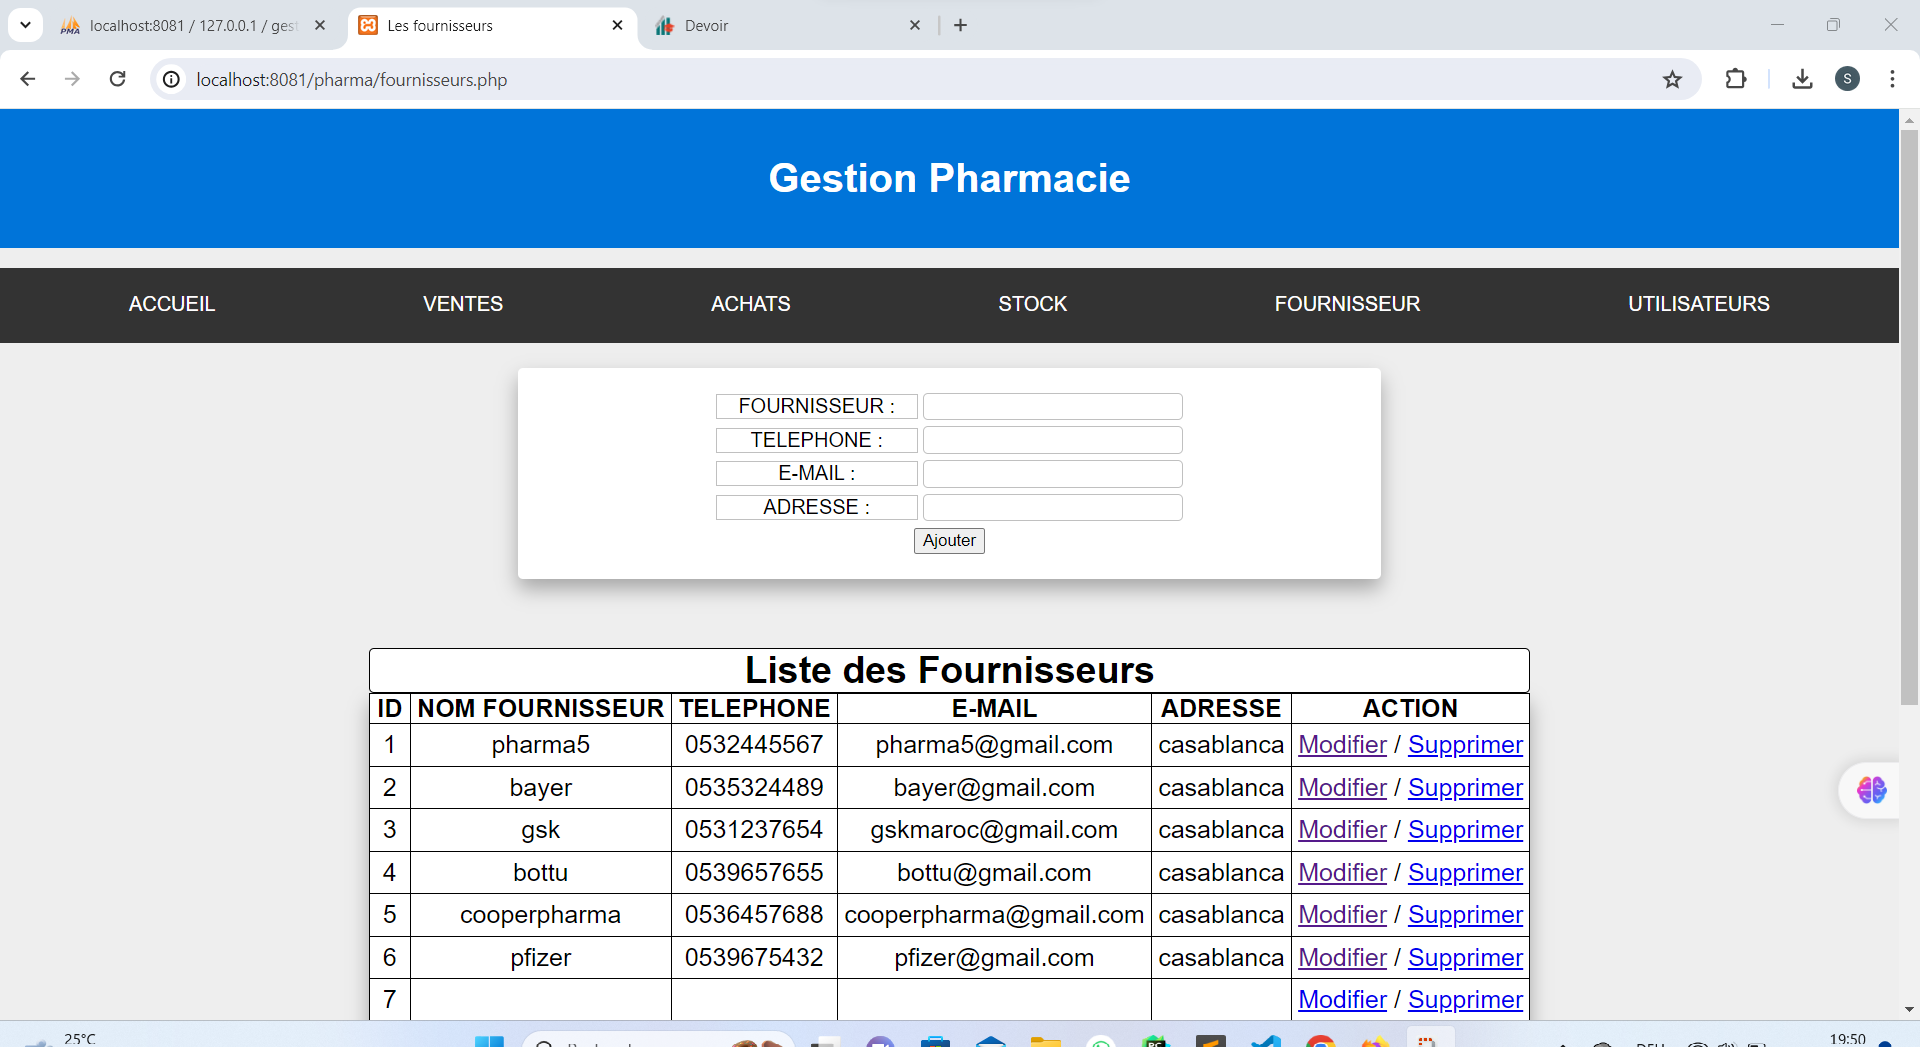 localhost:8081 / 127.0.0.1 / gest
Les fournisseurs
Devoir
localhost:8081/pharma/fournisseurs.php
S
Gestion Pharmacie
ACCUEIL VENTES ACHATS STOCK FOURNISSEUR UTILISATEURS
FOURNISSEUR :
TELEPHONE :
E-MAIL :
ADRESSE :
Ajouter
Liste des Fournisseurs
ID NOM FOURNISSEUR TELEPHONE E-MAIL ADRESSE ACTION
1 pharma5 0532445567 pharma5@gmail.com casablanca Modifier / Supprimer
2 bayer 0535324489 bayer@gmail.com casablanca Modifier / Supprimer
3 gsk 0531237654 gskmaroc@gmail.com casablanca Modifier / Supprimer
4 bottu 0539657655 bottu@gmail.com casablanca Modifier / Supprimer
5 cooperpharma 0536457688 cooperpharma@gmail.com casablanca Modifier / Supprimer
6 pfizer 0539675432 pfizer@gmail.com casablanca Modifier / Supprimer
7 Modifier / Supprimer
25°C
19:50